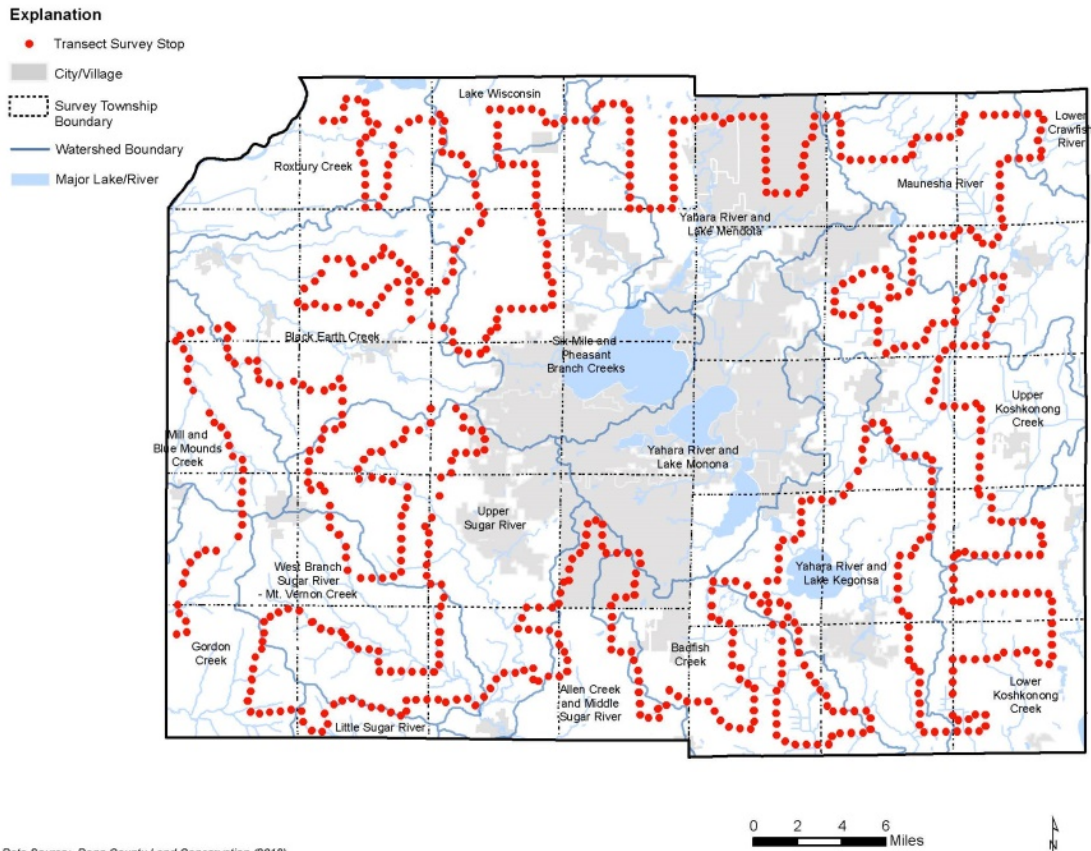 Explanation
Transect Survey Stop
City/Village
Survey Township
Boundary
Watershed Boundary
Major Lake/River
Lake Wisconsin
Roxbury Creek
Lower
Crawfish
River
Maunesha River
Yahara River and
Lake Mendota
Black Earth Creek
Six Mile and
Pheasant
Branch Creeks
Upper
Koshkonong
Creek
Mill and
Blue Mounds
Creek
Yahara River and
Lake Monona
Upper
Sugar River
West Branch
Sugar River
- Mt. Vernon Creek
Yahara River and
Lake Kegonsa
Gordon
Creek
Badfish
Creek
Allen Creek
and Middle
Sugar River
Lower
Koshkonong
Creek
Little Sugar River
0 2 4 6
Miles
N